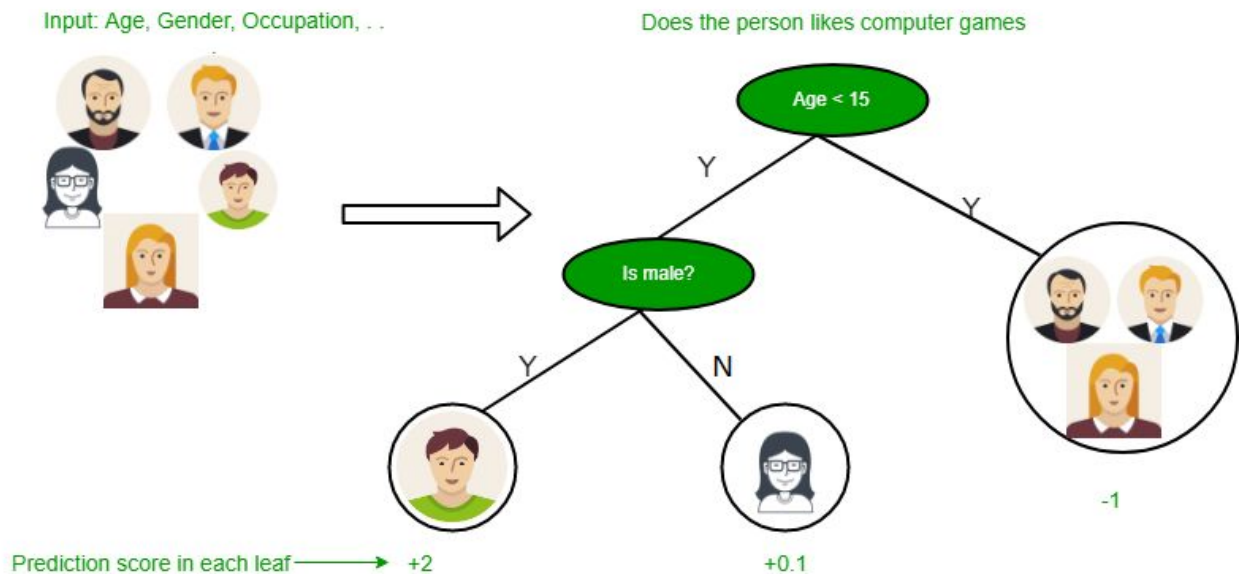 Input: Age, Gender, Occupation, . .
Does the person likes computer games
Age < 15
Y
Y
Is male?
Y
N
-1
Prediction score in each leaf
+2
+0.1